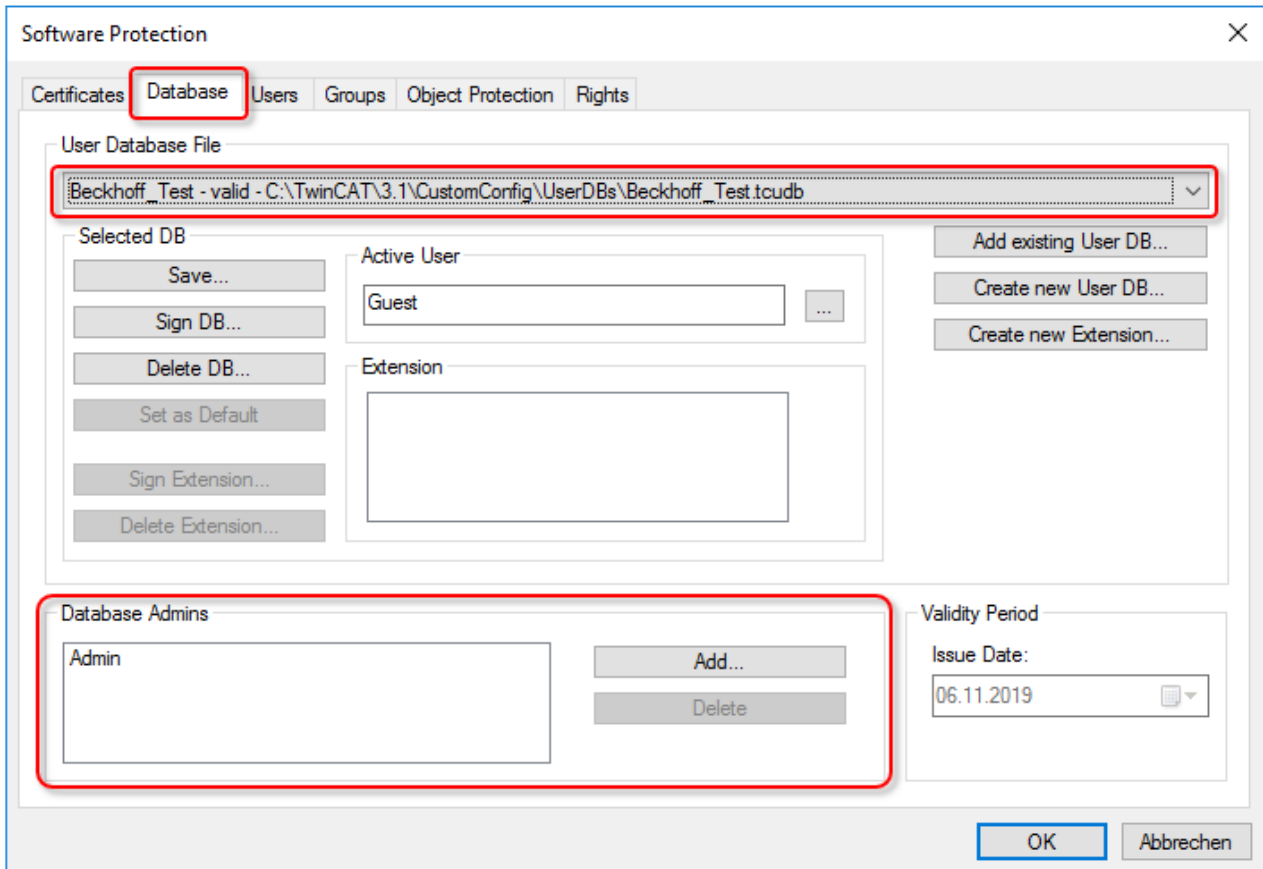 Software Protection
Certificates Database Users Groups Object Protection Rights
User Database File
Beckhoff_Test - valid - C:\TwinCAT\3.1\CustomConfig\UserDBs\Beckhoff_Test.tcudb
Selected DB
Save...
Sign DB...
Delete DB...
Set as Default
Sign Extension...
Delete Extension...
Active User
Guest
...
Extension
Add existing User DB...
Create new User DB...
Create new Extension...
Database Admins
Admin
Add...
Delete
Validity Period
Issue Date:
06.11.2019
OK
Abbrechen